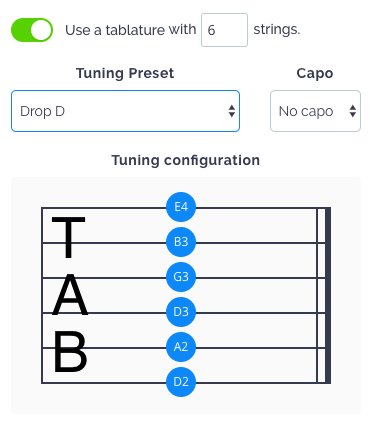 Use a tablature with 6 strings.
Tuning Preset Capo
Drop D No capo
Tuning configuration
E4
T
B3
G3
A
D3
A2
B
D2